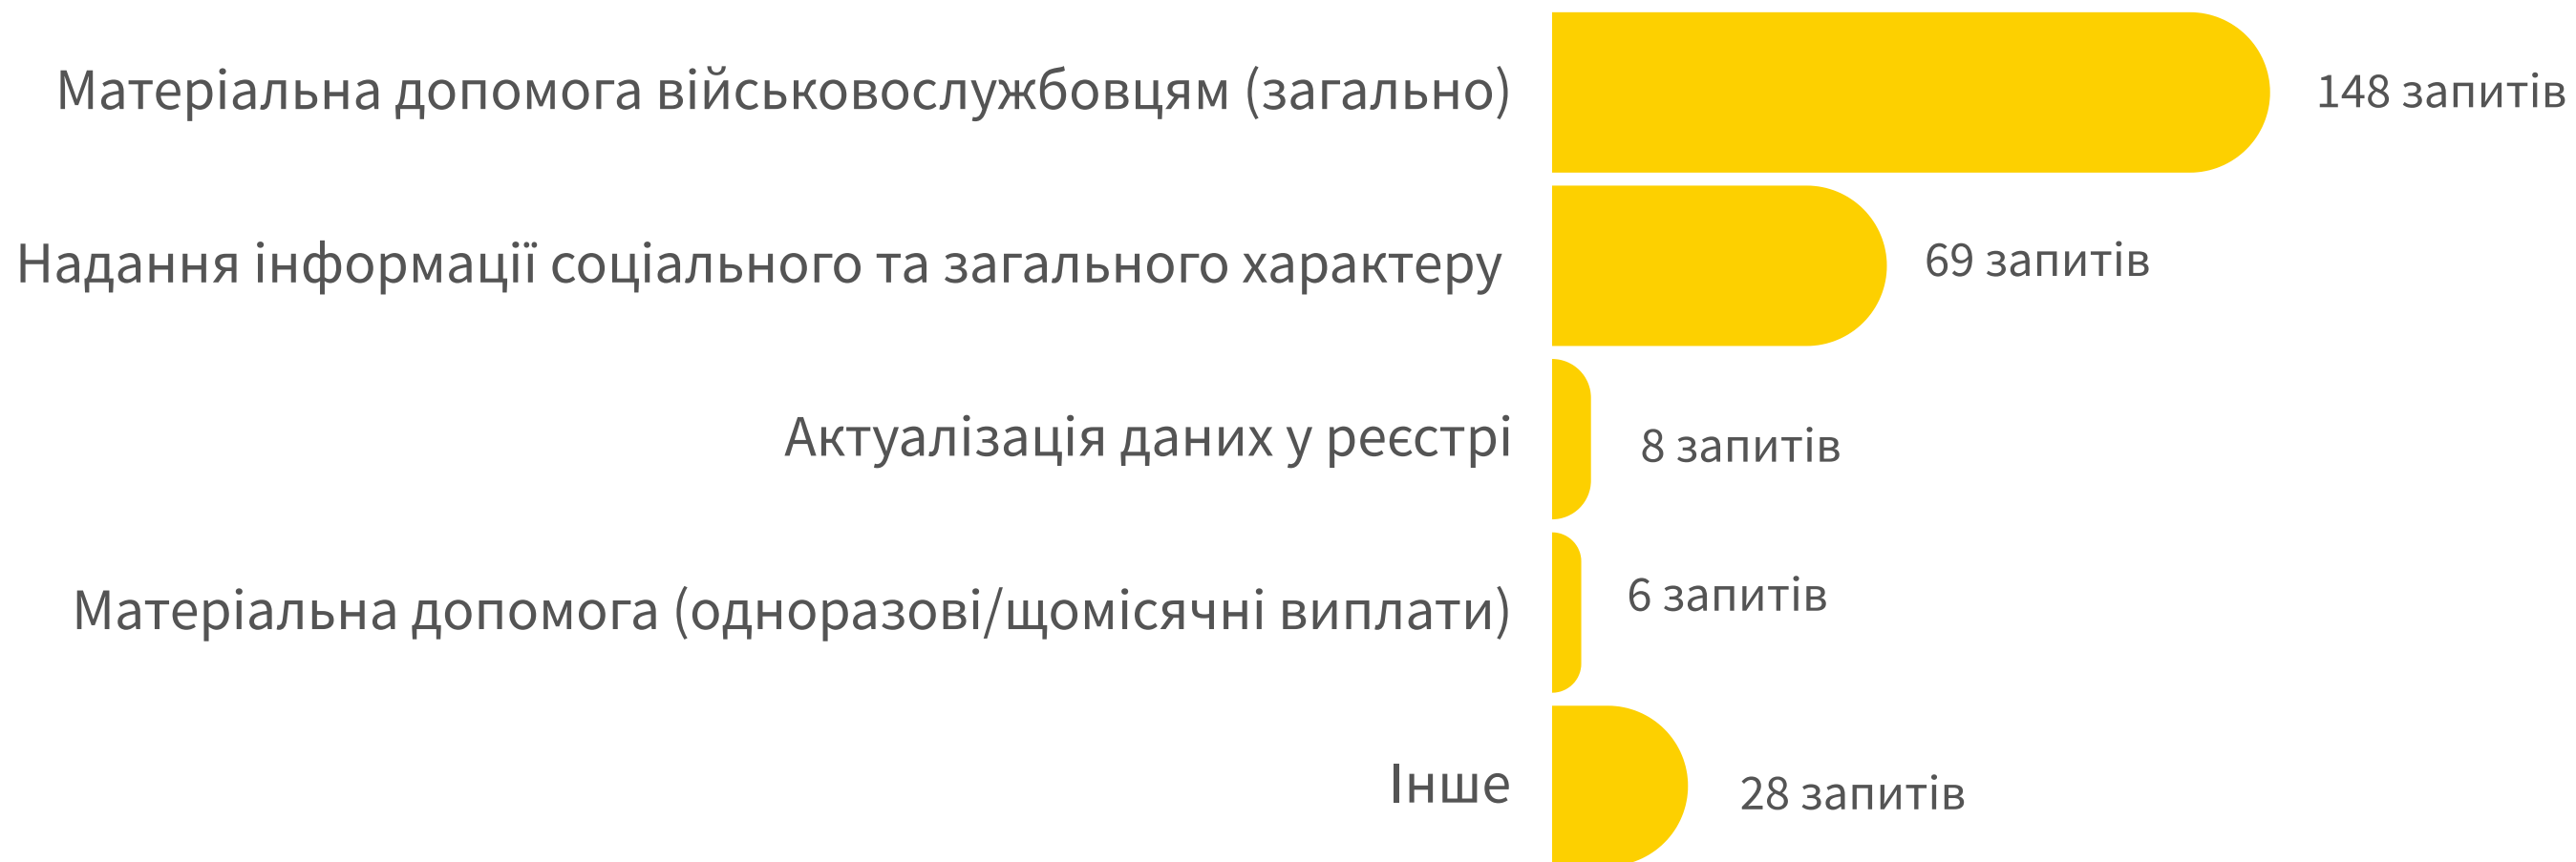 Матеріальна допомога військовослужбовцям (загально) 148 запитів
Надання інформації соціального та загального характеру 69 запитів
Актуалізація даних у реєстрі 8 запитів
Матеріальна допомога (одноразові/щомісячні виплати) 6 запитів
Інше 28 запитів